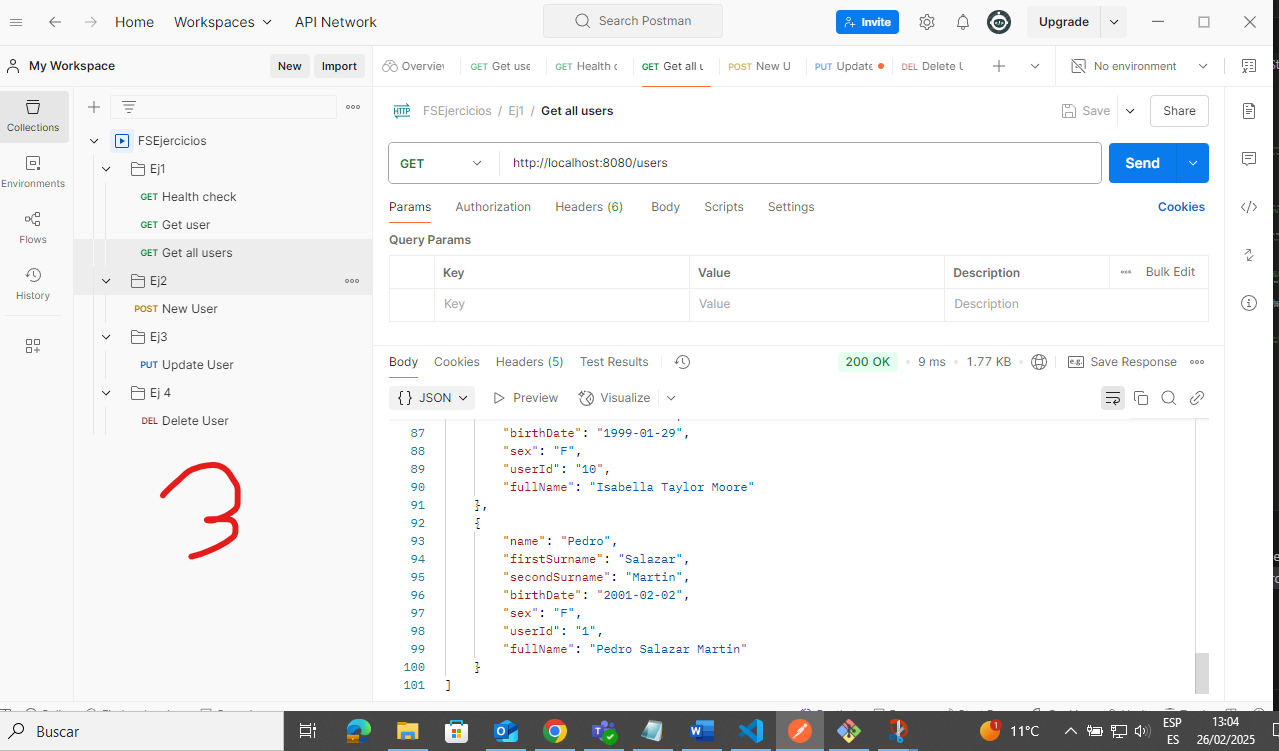 Home
Workspaces
API Network
Search Postman
Invite
Upgrade
My Workspace
New
Import
Overvie
GET Get use
GET Health c
GET Get all u
POST New U
PUT Update
DEL Delete U
No environment
Collections
Environments
Flows
History
FSEjercicios
Ej1
GET Health check
GET Get user
GET Get all users
Ej2
POST New User
Ej3
PUT Update User
Ej 4
DEL Delete User
3
HTTP
FSEjercicios / Ej1 / Get all users
Save
Share
GET
http://localhost:8080/users
Send
Params
Authorization
Headers (6)
Body
Scripts
Settings
Cookies
Query Params
Key
Value
Description
Bulk Edit
Key
Value
Description
Body
Cookies
Headers (5)
Test Results
200 OK
9 ms
1.77 KB
e.g.
Save Response
{} JSON
Preview
Visualize
87 "birthDate": "1999-01-29",
88 "sex": "F",
89 "userId": "10",
90 "fullName": "Isabella Taylor Moore"
91 },
92 {
93 "name": "Pedro",
94 "firstSurname": "Salazar",
95 "secondSurname": "Martin",
96 "birthDate": "2001-02-02",
97 "sex": "F",
98 "userId": "1",
99 "fullName": "Pedro Salazar Martin"
100 }
101 ]
Buscar
1
11°C
ESP
ES
13:04
26/02/2025